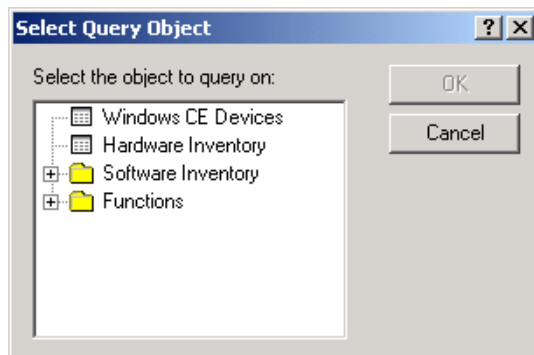 Select Query Object
Select the object to query on:
OK
Windows CE Devices
Hardware Inventory
Cancel
Software Inventory
Functions